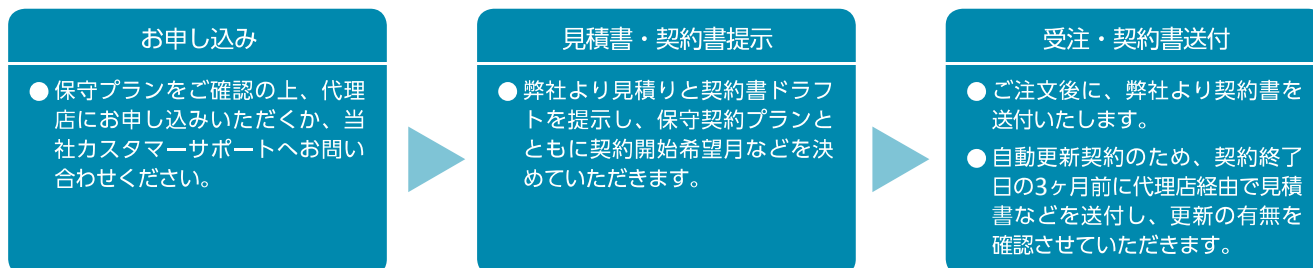 お申し込み
● 保守プランをご確認の上、代理
店にお申し込みいただくか、当
社カスタマーサポートへお問い
合わせください。
見積書・契約書提示
● 弊社より見積りと契約書ドラフ
トを提示し、保守契約プランと
ともに契約開始希望月などを決
めていただきます。
受注・契約書送付
● ご注文後に、弊社より契約書を
送付いたします。
● 自動更新契約のため、契約終了
日の3ヶ月前に代理店経由で見積
書などを送付し、更新の有無を
確認させていただきます。